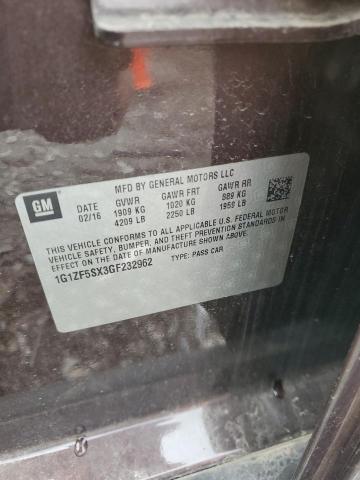 MFD BY GENERAL MOTORS LLC
GM
DATE GVWR GAWR FRT GAWR RR
02/16 1909 KG 1020 KG 889 KG
4209 LB 2250 LB 1959 LB
THIS VEHICLE CONFORMS TO ALL APPLICABLE U.S. FEDERAL MOTOR
VEHICLE SAFETY, BUMPER, AND THEFT PREVENTION STANDARDS IN
EFFECT ON THE DATE OF MANUFACTURE SHOWN ABOVE.
1G1ZF5SX3GF232962 TYPE: PASS CAR